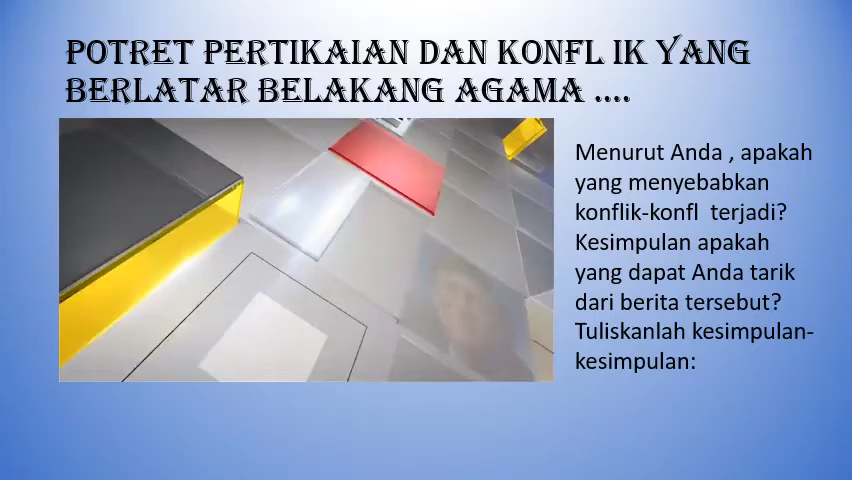 POTRET PERTIKAIAN DAN KONFL IK YANG
BERLATAR BELAKANG AGAMA ....
Menurut Anda , apakah
yang menyebabkan
konflik-konfl  terjadi?
Kesimpulan apakah
yang dapat Anda tarik
dari berita tersebut?
Tuliskanlah kesimpulan-
kesimpulan: